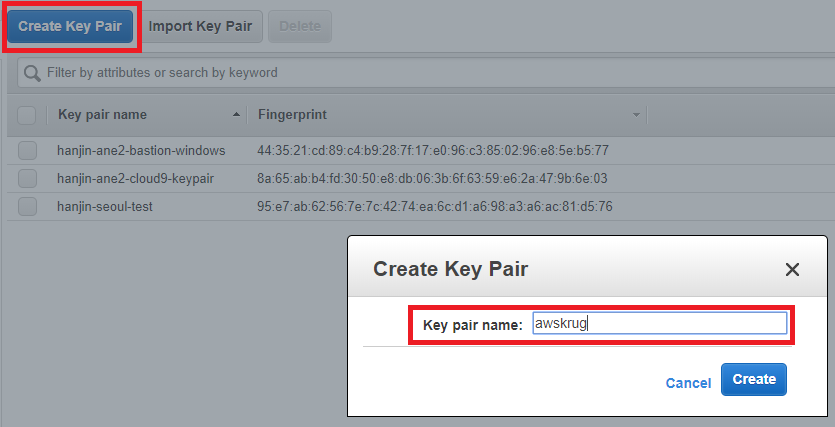 Create Key Pair Import Key Pair Delete
Filter by attributes or search by keyword
Key pair name Fingerprint
hanjin-ane2-bastion-windows 44:35:21:cd:89:c4:b9:28:7f:17:e0:96:c3:85:02:96:e8:5e:b5:77
hanjin-ane2-cloud9-keypair 8a:65:ab:b4:fd:30:50:e8:db:06:3b:6f:63:59:e6:2a:47:9b:6e:03
hanjin-seoul-test 95:e7:ab:62:56:7e:7c:42:74:ea:6c:d1:a6:98:a3:a6:ac:81:d5:76
Create Key Pair
Key pair name: awskrug
Cancel Create